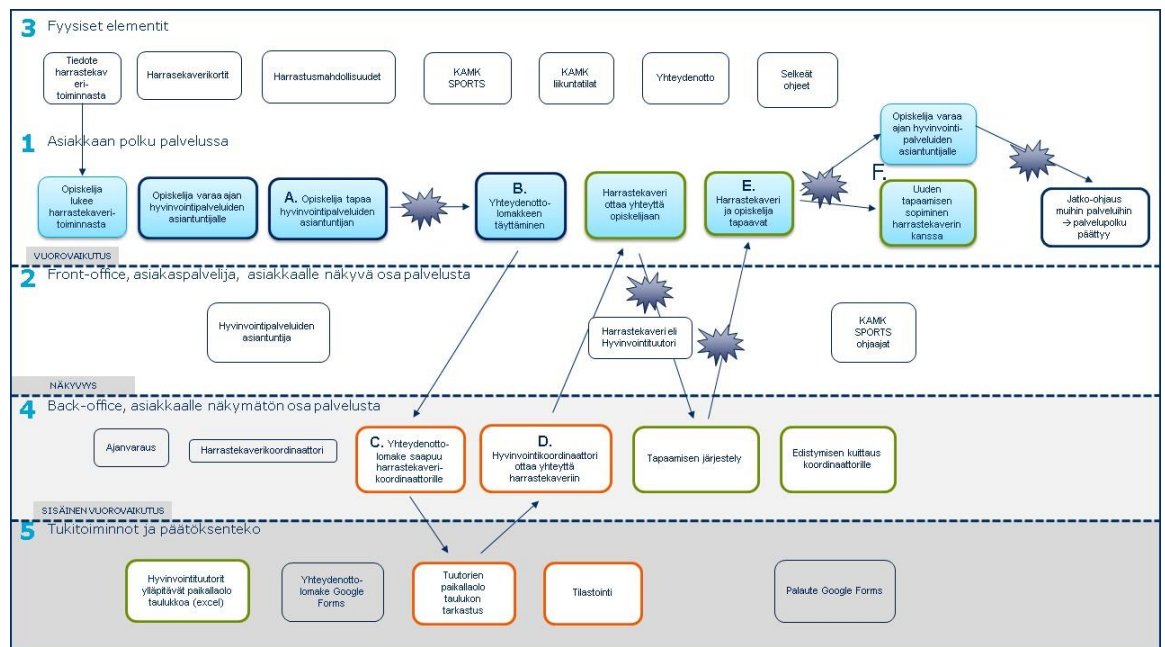 3 Fyysiset elementit
Tiedote
harrastekav
eri-
toiminnasta
Harrasekaverikortit
Harrastusmahdollisuudet
KAMK
SPORTS
KAMK
liikuntatilat
Yhteydenotto
Selkeät
ohjeet
1 Asiakkaan polku palvelussa
Opiskelija
lukee
harrastekaveri-
toiminnasta
Opiskelija varaa ajan
hyvinvointipalveluiden
asiantuntijalle
A. Opiskelija tapaa
hyvinvointipalveluiden
asiantuntijan
B.
Yhteydenotto-
lomakkeen
täyttäminen
Harrastekaveri
ottaa yhteyttä
opiskelijaan
E.
Harrastekaveri
ja opiskelija
tapaavat
Opiskelija varaa
ajan hyvinvointi-
palveluiden
asiantuntijalle
F.
Uuden
tapaamisen
sopiminen
harrastekaverin
kanssa
Jatko-ohjaus
muihin palveluihin
→ palvelupolku
päättyy
VUOROVAIKUTUS
2 Front-office, asiakaspalvelija, asiakkaalle näkyvä osa palvelusta
Hyvinvointipalveluiden
asiantuntija
Harrastekaveri eli
Hyvinvointituutori
KAMK
SPORTS
ohjaajat
NÄKYVYYS
4 Back-office, asiakkaalle näkymätön osa palvelusta
Ajanvaraus
Harrastekaverikoordinaattori
C. Yhteydenotto-
lomake saapuu
harrastekaveri-
koordinaattorille
D.
Hyvinvointikoordinaattori
ottaa yhteyttä
harrastekaveriin
Tapaamisen järjestely
Edistymisen kuittaus
koordinaattorille
SISÄINEN VUOROVAIKUTUS
5 Tukitoiminnot ja päätöksenteko
Hyvinvointituutorit
ylläpitävät paikallaolo
taulukkoa (excel)
Yhteydenotto-
lomake Google
Forms
Tuutorien
paikallaolo
taulukon
tarkastus
Tilastointi
Palaute Google Forms